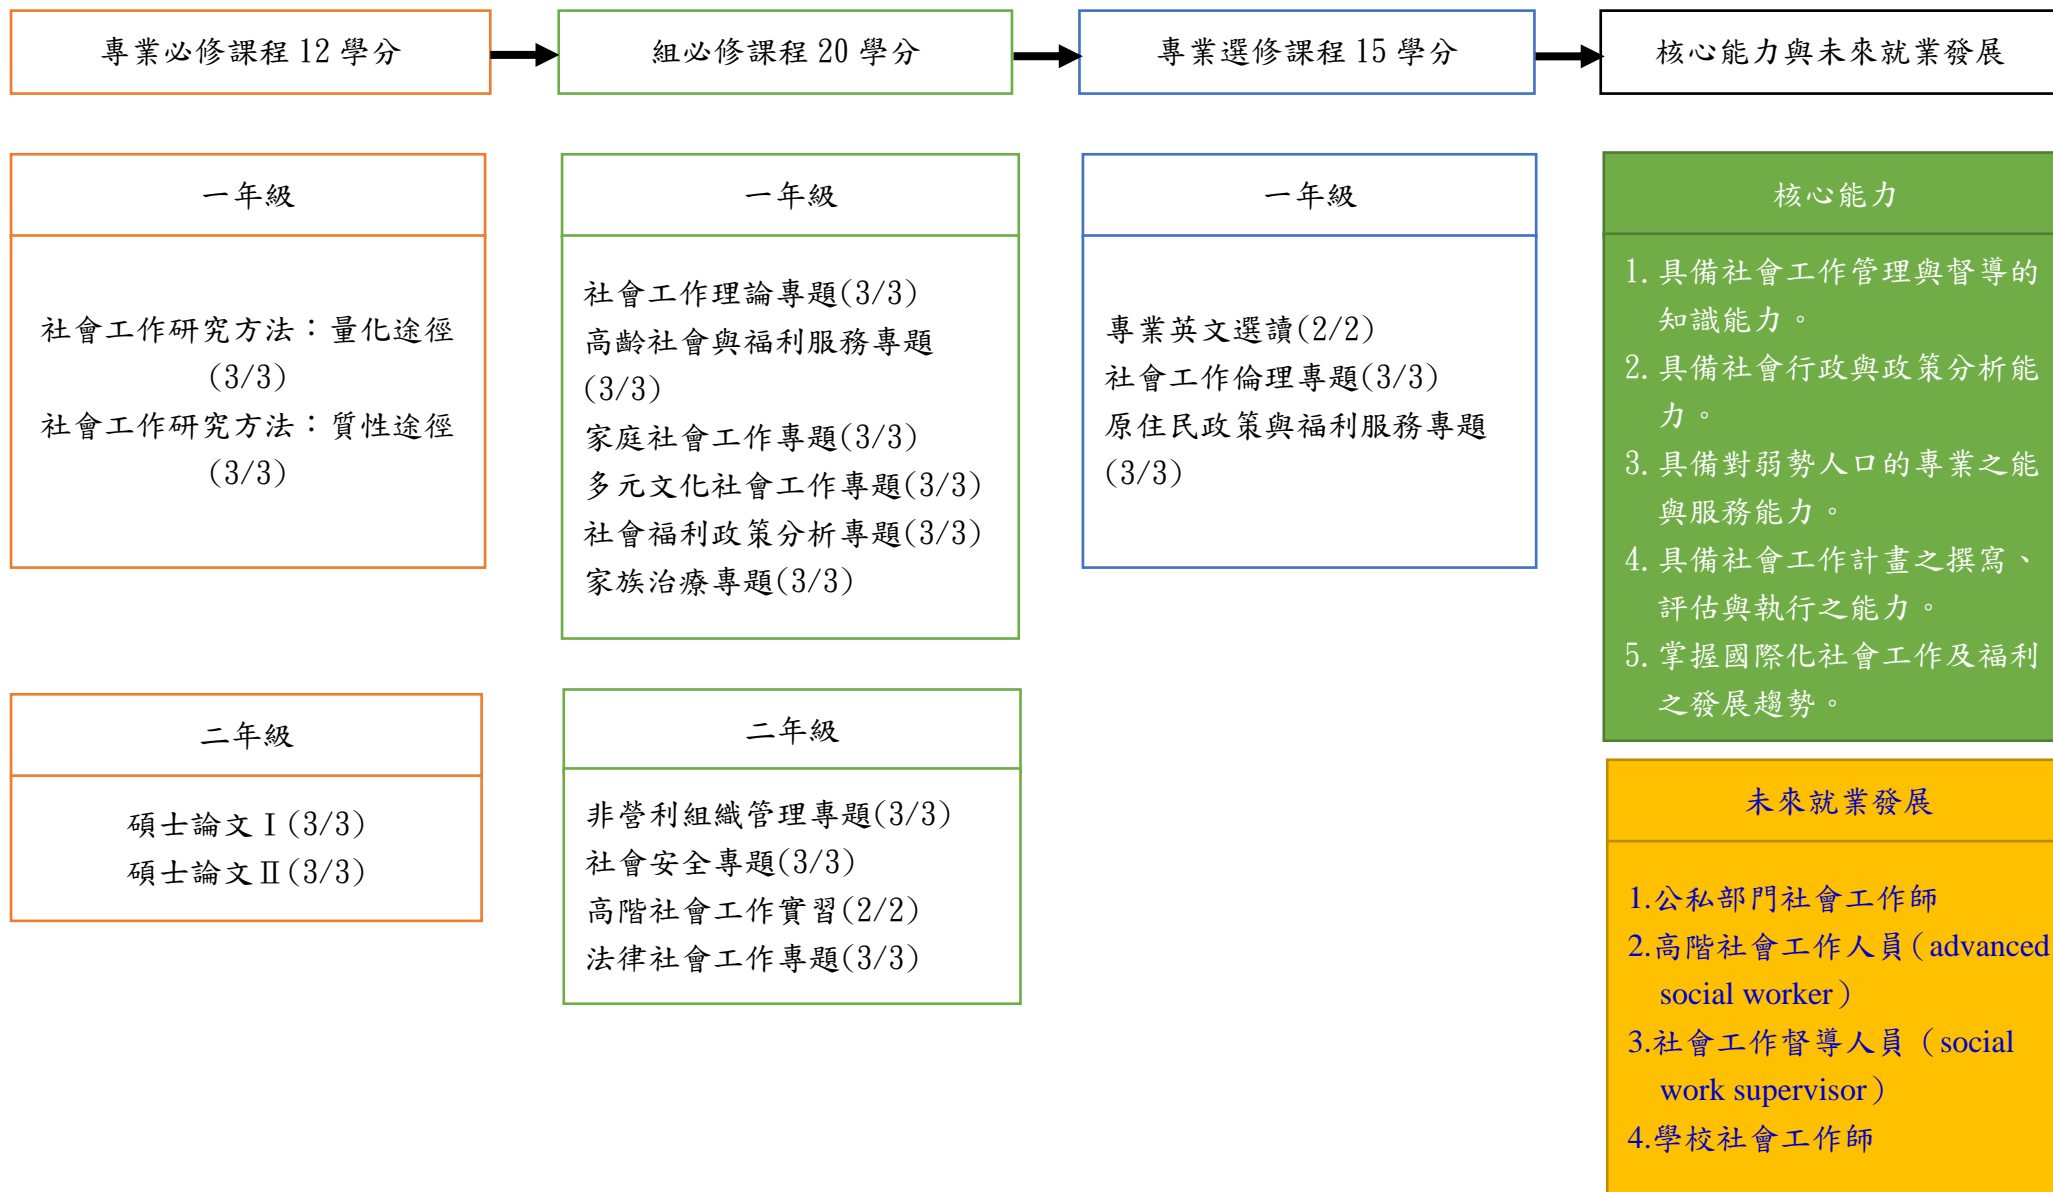 專業必修課程 12 學分
組必修課程 20 學分
專業選修課程 15 學分
核心能力與未來就業發展
一年級
社會工作研究方法：量化途徑
(3/3)
社會工作研究方法：質性途徑
(3/3)
二年級
碩士論文Ⅰ(3/3)
碩士論文Ⅱ(3/3)
一年級
社會工作理論專題(3/3)
高齡社會與福利服務專題
(3/3)
家庭社會工作專題(3/3)
多元文化社會工作專題(3/3)
社會福利政策分析專題(3/3)
家族治療專題(3/3)
二年級
非營利組織管理專題(3/3)
社會安全專題(3/3)
高階社會工作實習(2/2)
法律社會工作專題(3/3)
一年級
專業英文選讀(2/2)
社會工作倫理專題(3/3)
原住民政策與福利服務專題
(3/3)
核心能力
1. 具備社會工作管理與督導的
知識能力。
2. 具備社會行政與政策分析能
力。
3. 具備對弱勢人口的專業之能
與服務能力。
4. 具備社會工作計畫之撰寫、
評估與執行之能力。
5. 掌握國際化社會工作及福利
之發展趨勢。
未來就業發展
1.公私部門社會工作師
2.高階社會工作人員（advanced
social worker）
3.社會工作督導人員（social
work supervisor）
4.學校社會工作師